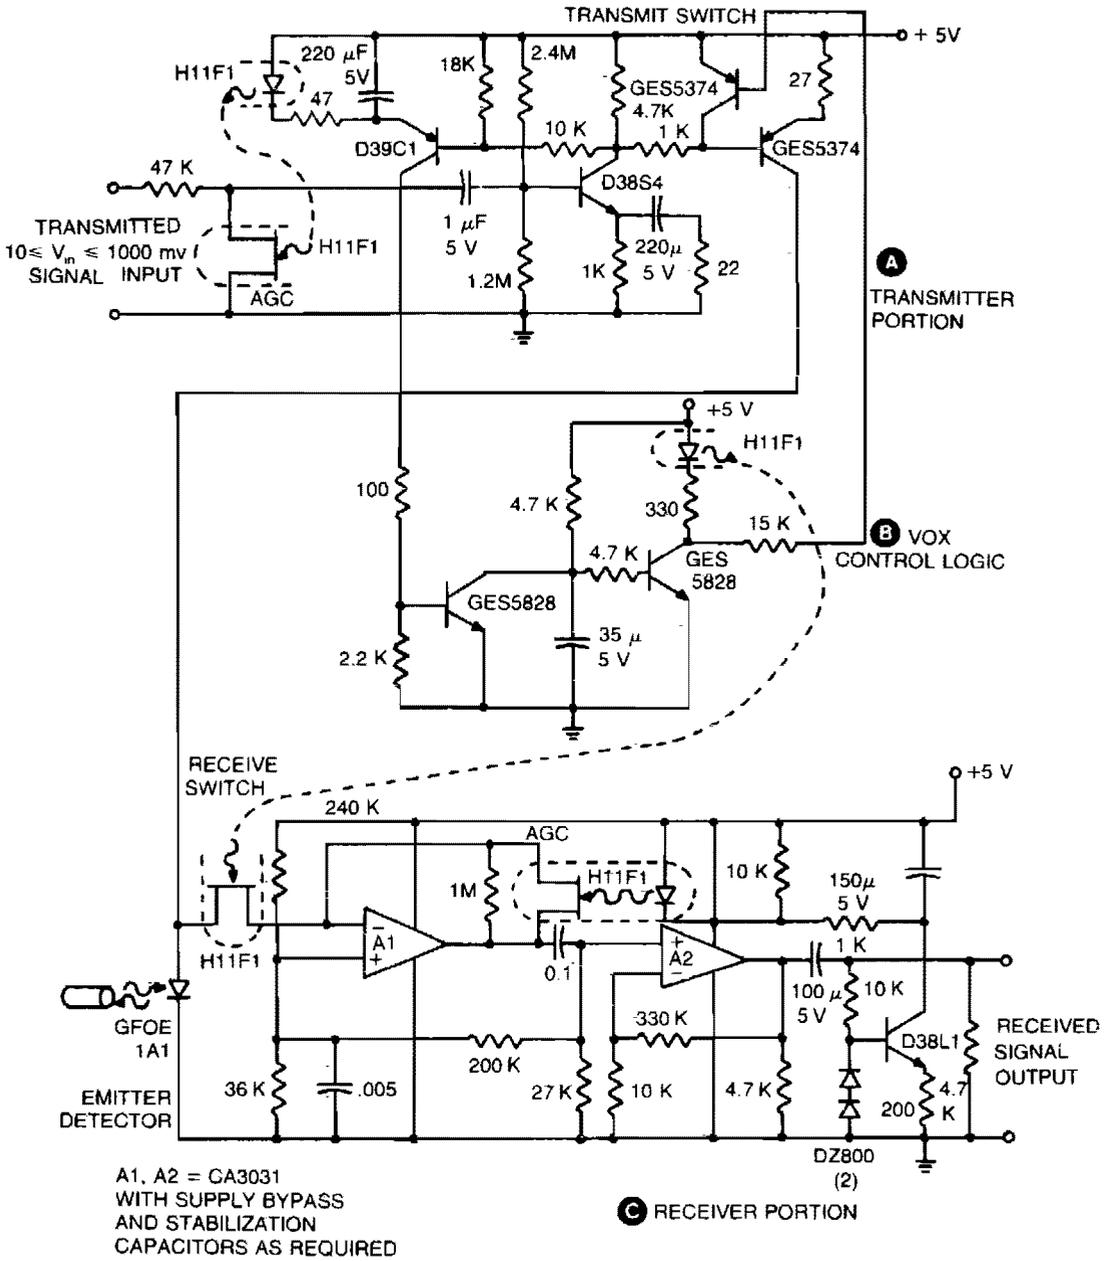 TRANSMIT SWITCH
+ 5V
220 µF
5V
H11F1
47
18K
2.4M
GES5374
4.7K
27
D39C1
10 K
1 K
GES5374
47 K
D38S4
TRANSMITTED
10≤ Vin ≤ 1000 mv
SIGNAL INPUT
H11F1
AGC
1 µF
5 V
1.2M
1K
220µ
5 V
22
A
TRANSMITTER
PORTION
+5 V
H11F1
100
4.7 K
330
15 K
B VOX
CONTROL LOGIC
4.7 K
GES
5828
GES5828
35 µ
5 V
2.2 K
RECEIVE
SWITCH
+5 V
240 K
AGC
H11F1
1M
10 K
150µ
5 V
H11F1
−
A1
+
0.1
+
A2
−
1 K
100 µ
5V
10 K
GFOE
1A1
330 K
200 K
D38L1
RECEIVED
SIGNAL
OUTPUT
36 K
.005
27 K
10 K
4.7 K
200
4.7
K
EMITTER
DETECTOR
DZ800
(2)
A1, A2 = CA3031
WITH SUPPLY BYPASS
AND STABILIZATION
CAPACITORS AS REQUIRED
C RECEIVER PORTION